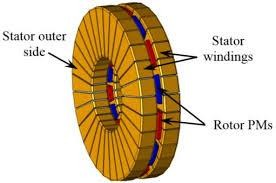 Stator outer
side
Stator
windings
Rotor PMs